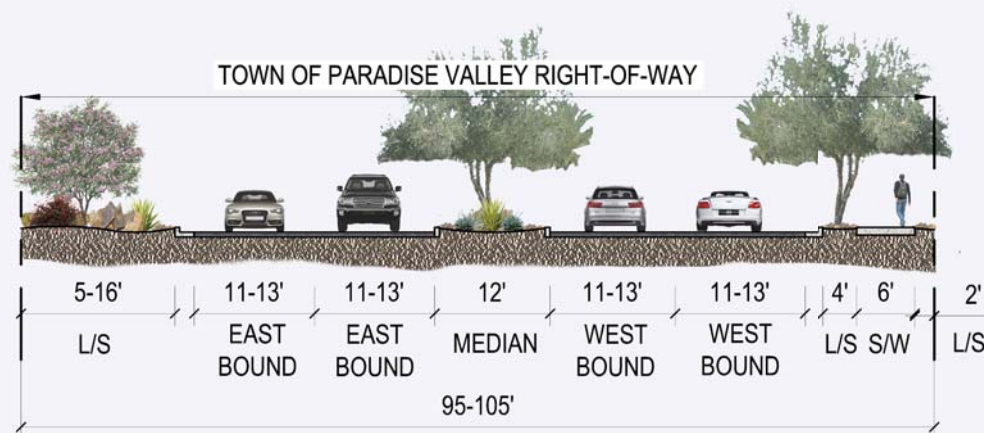 TOWN OF PARADISE VALLEY RIGHT-OF-WAY
5-16' 11-13' 11-13' 12' 11-13' 11-13' 4' 6' 2'
L/S EAST BOUND EAST BOUND MEDIAN WEST BOUND WEST BOUND L/S S/W L/S
95-105'